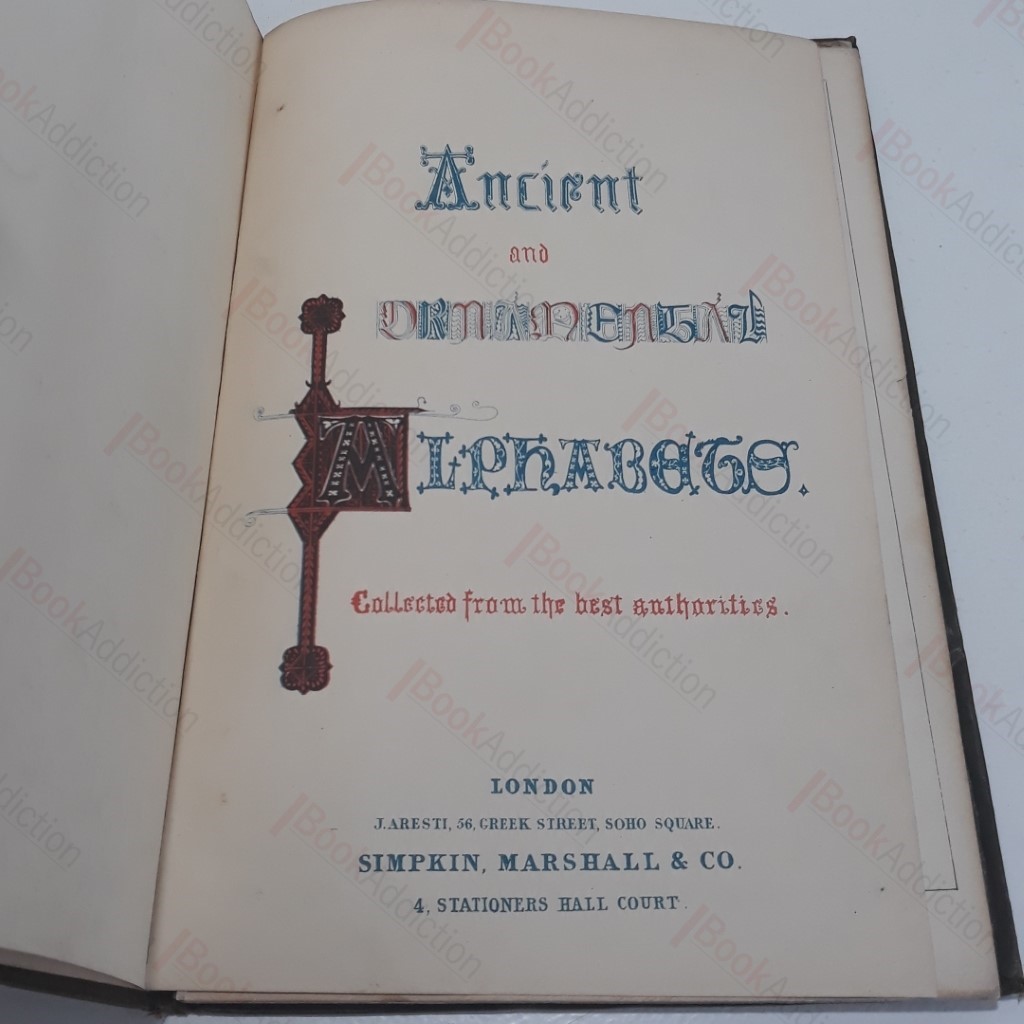 Ancient
and
ORNAMENTAL
ALPHABETS.
Collected from the best authorities.
LONDON
J. ARESTI, 56, GREEK STREET, SOHO SQUARE.
SIMPKIN, MARSHALL & CO.
4, STATIONERS HALL COURT.
BookAddiction